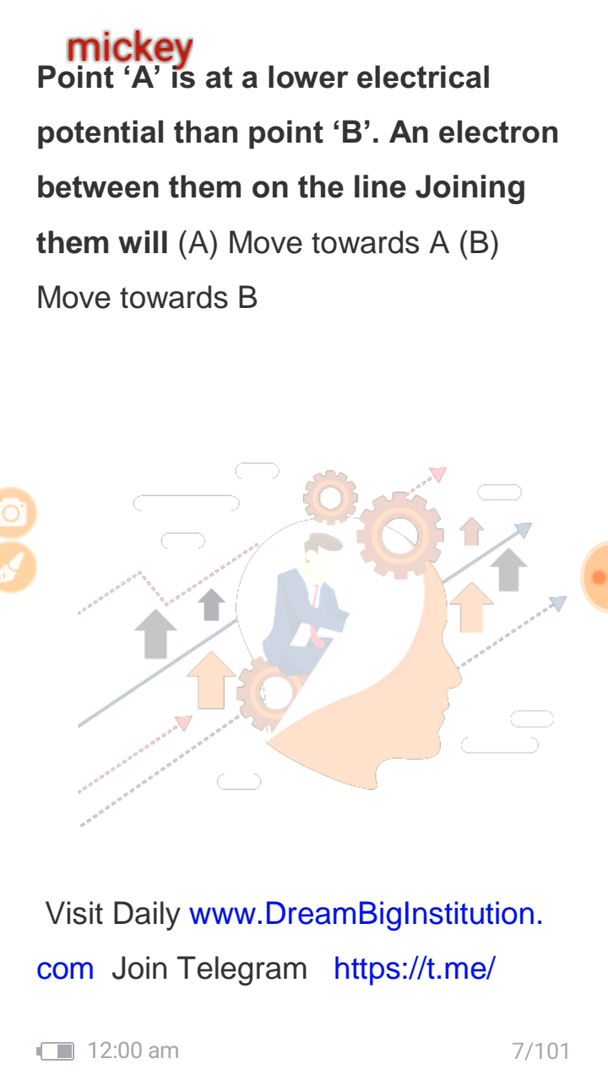 mickey
Point ‘A’ is at a lower electrical
potential than point ‘B’. An electron
between them on the line Joining
them will (A) Move towards A (B)
Move towards B
Visit Daily www.DreamBigInstitution.
com Join Telegram https://t.me/
12:00 am 7/101